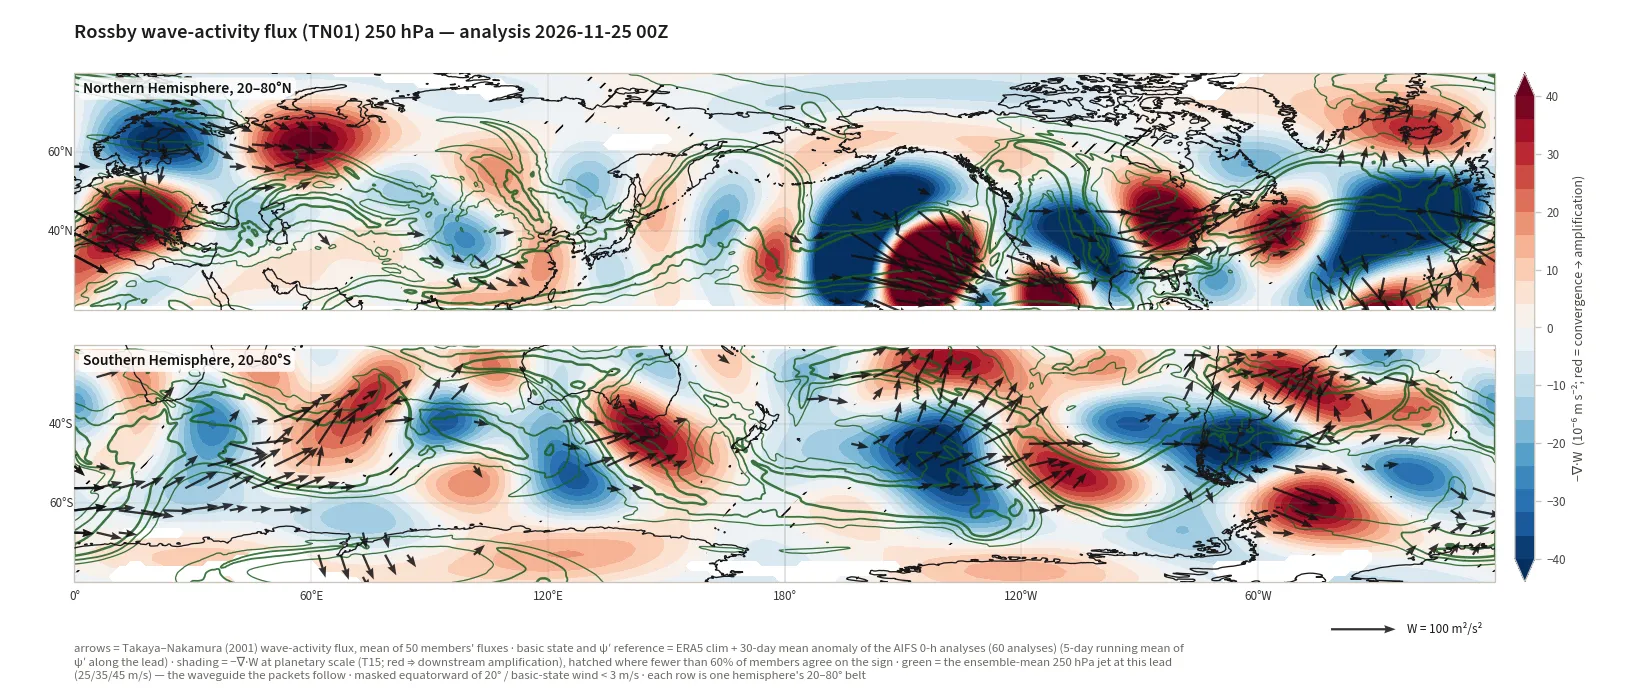 Rossby wave-activity flux (TN01) 250 hPa — analysis 2026-11-25 00Z
Northern Hemisphere, 20–80°N
60°N
40°N
Southern Hemisphere, 20–80°S
40°S
60°S
0°
60°E
120°E
180°
120°W
60°W
40
30
20
10
0
−10
−20
−30
−40
−∇·W (10⁻⁶ m s⁻²; red = convergence → amplification)
W = 100 m²/s²
arrows = Takaya–Nakamura (2001) wave-activity flux, mean of 50 members' fluxes · basic state and ψ' reference = ERA5 clim + 30-day mean anomaly of the AIFS 0-h analyses (60 analyses) (5-day running mean of
ψ' along the lead) · shading = −∇·W at planetary scale (T15; red ⇒ downstream amplification), hatched where fewer than 60% of members agree on the sign · green = the ensemble-mean 250 hPa jet at this lead
(25/35/45 m/s) — the waveguide the packets follow · masked equatorward of 20° / basic-state wind < 3 m/s · each row is one hemisphere's 20–80° belt